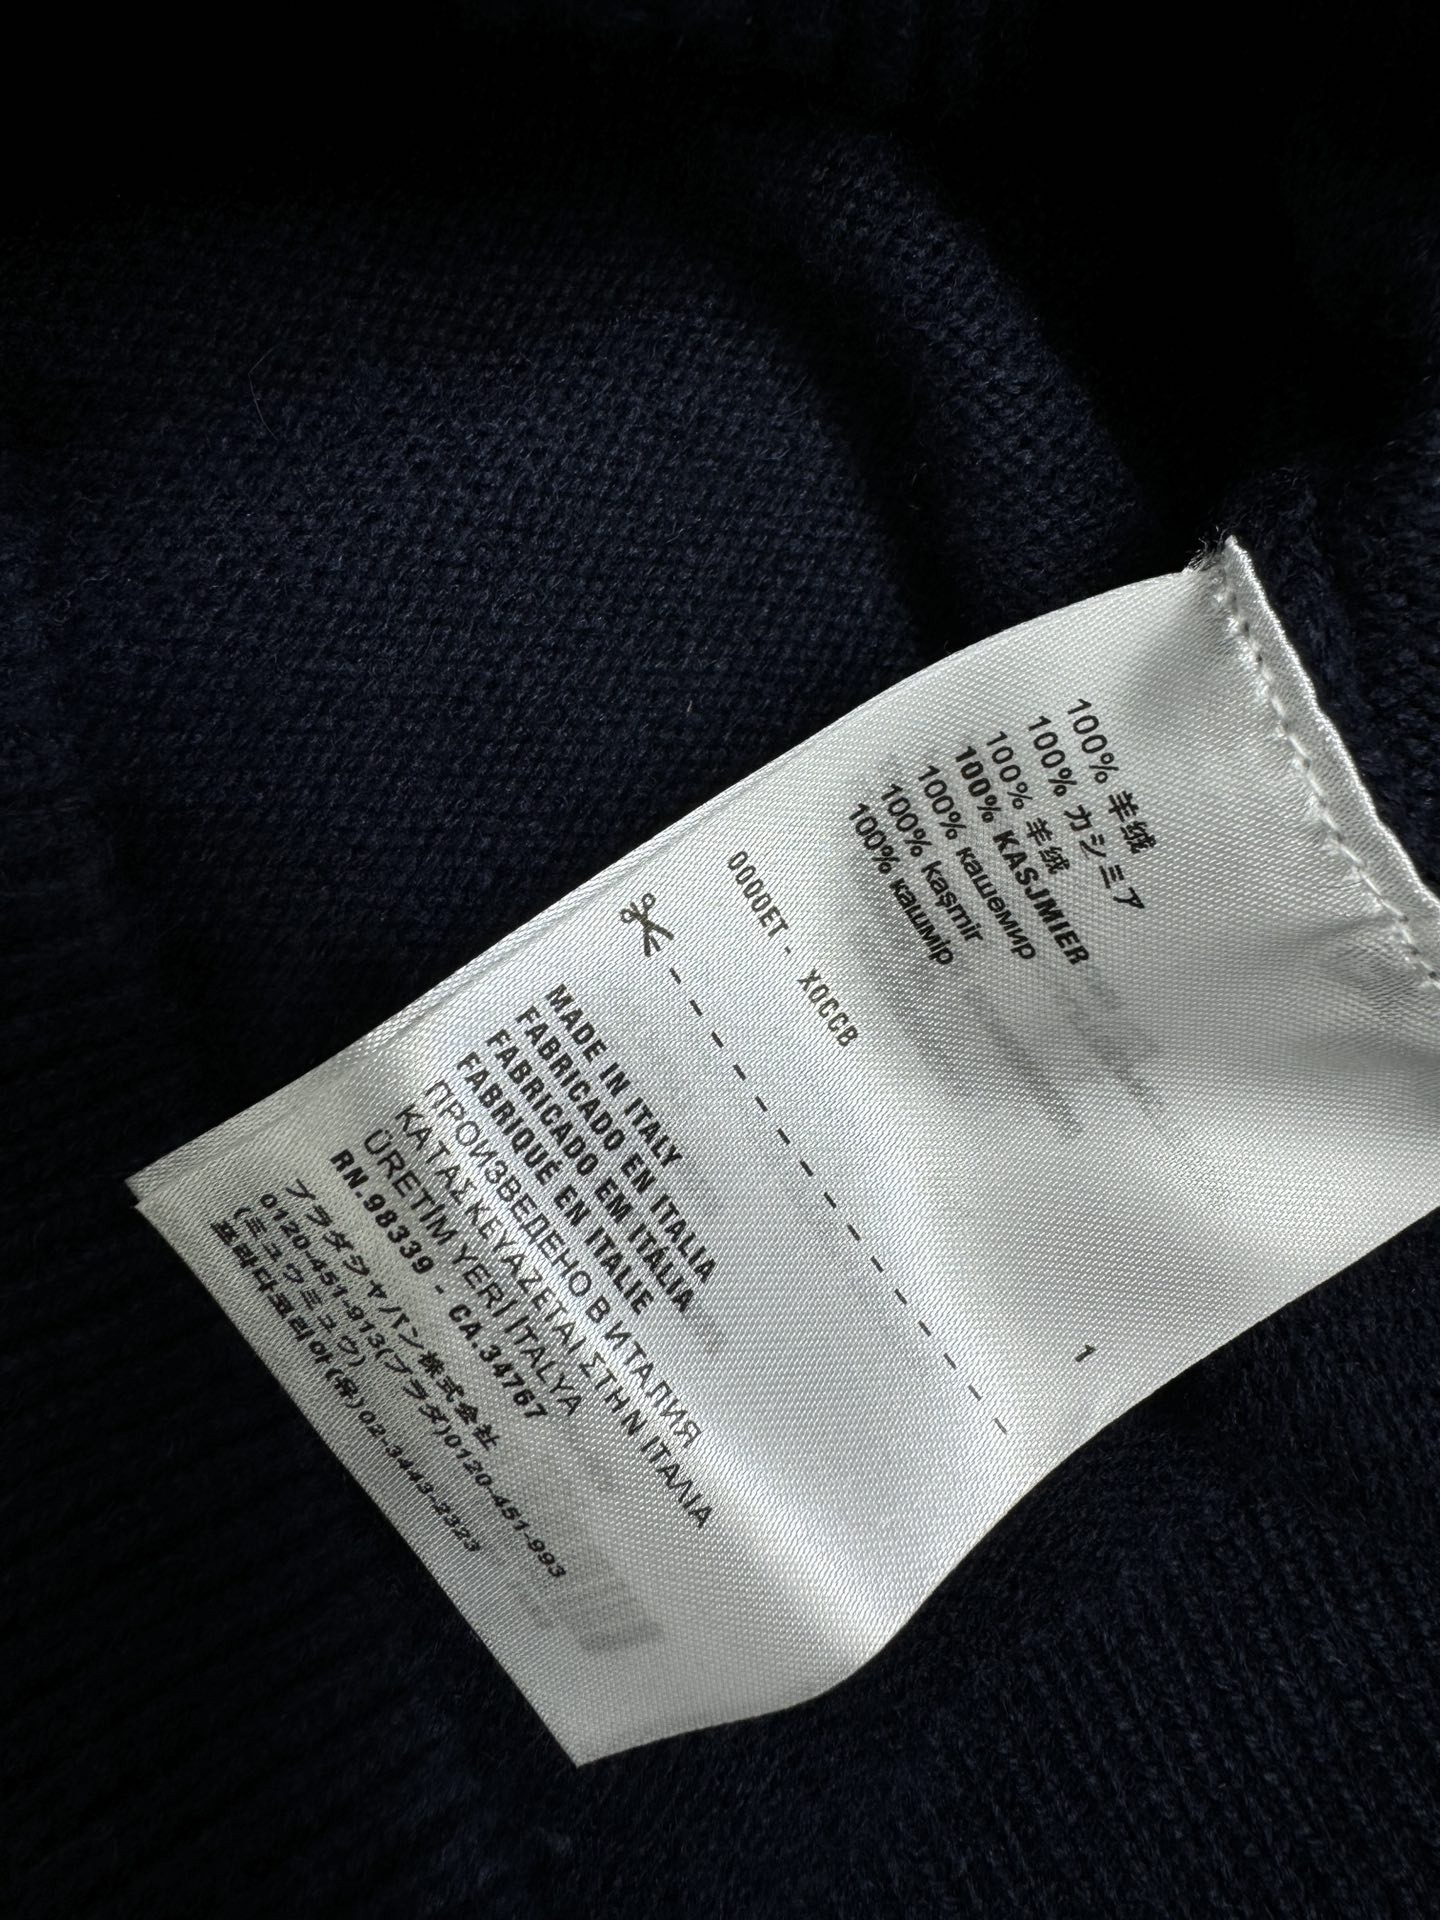 100% 羊绒
100% カシミア
100% 羊绒
100% KASJMIER
100% кашемир
100% kaşmir
100% кашмір
0000ET - X0CCB
1
MADE IN ITALY
FABRICADO EN ITALIA
FABRICADO EM ITÁLIA
FABRIQUÉ EN ITALIE
ПРОИЗВЕДЕНО В ИТАЛИЯ
ΚΑΤΑΣΚΕΥΑΖΕΤΑΙ ΣΤΗΝ ΙΤΑΛΙΑ
ÜRETİM YERİ İTALYA
RN.98339 - CA.34767
プラダジャパン株式会社
0120-451-913(プラダ)0120-451-993
(ミュウミュウ)
프라다코리아(유)02-3443-2323